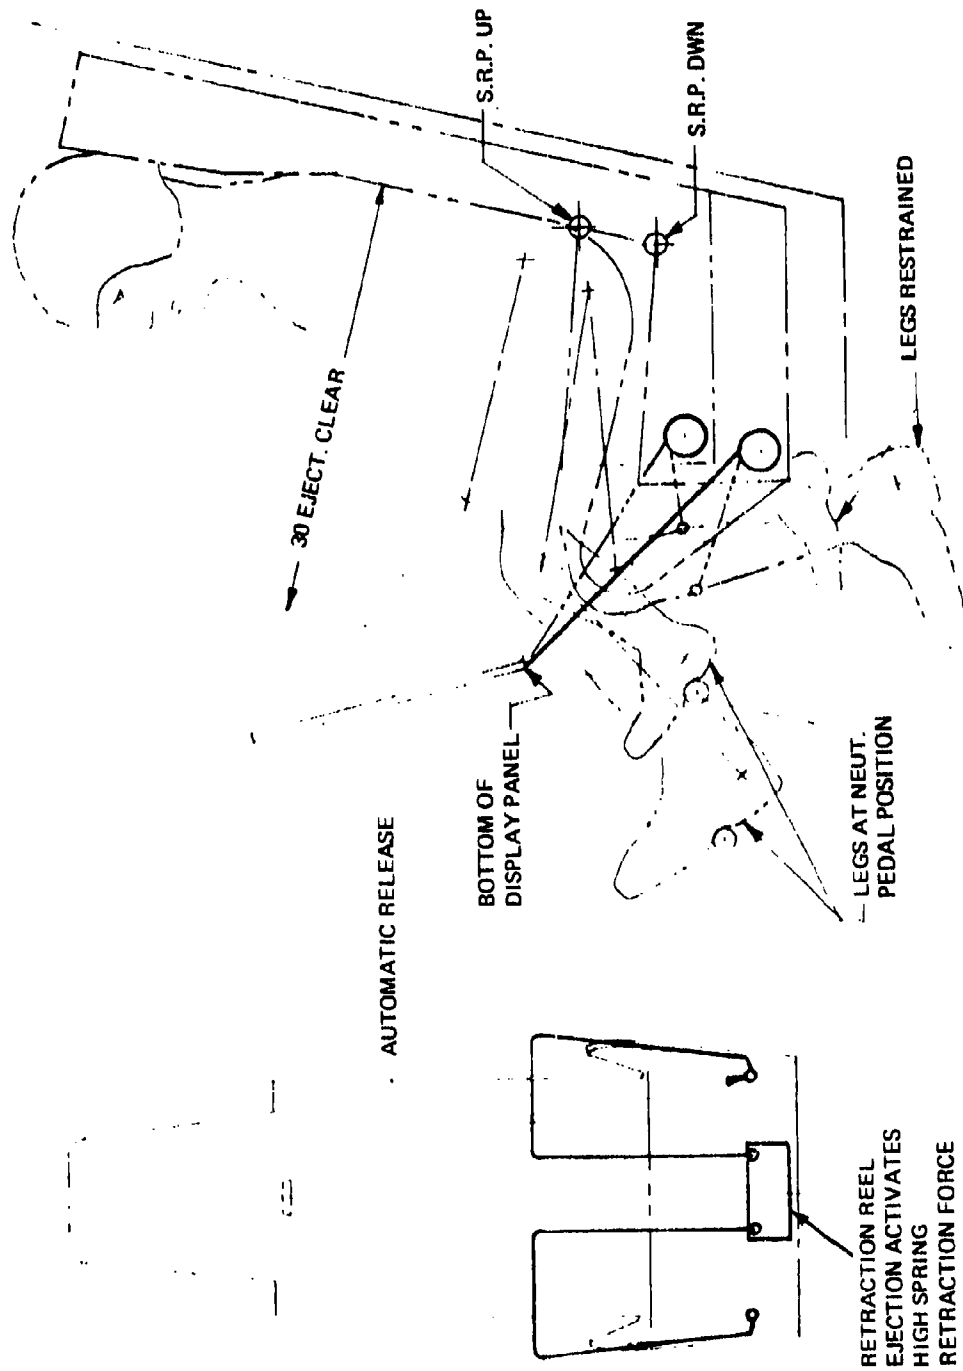 S.R.P. UP
S.R.P. DWN
30 EJECT. CLEAR
LEGS RESTRAINED
BOTTOM OF
DISPLAY PANEL
LEGS AT NEUT.
PEDAL POSITION
AUTOMATIC RELEASE
RETRACTION REEL
EJECTION ACTIVATES
HIGH SPRING
RETRACTION FORCE